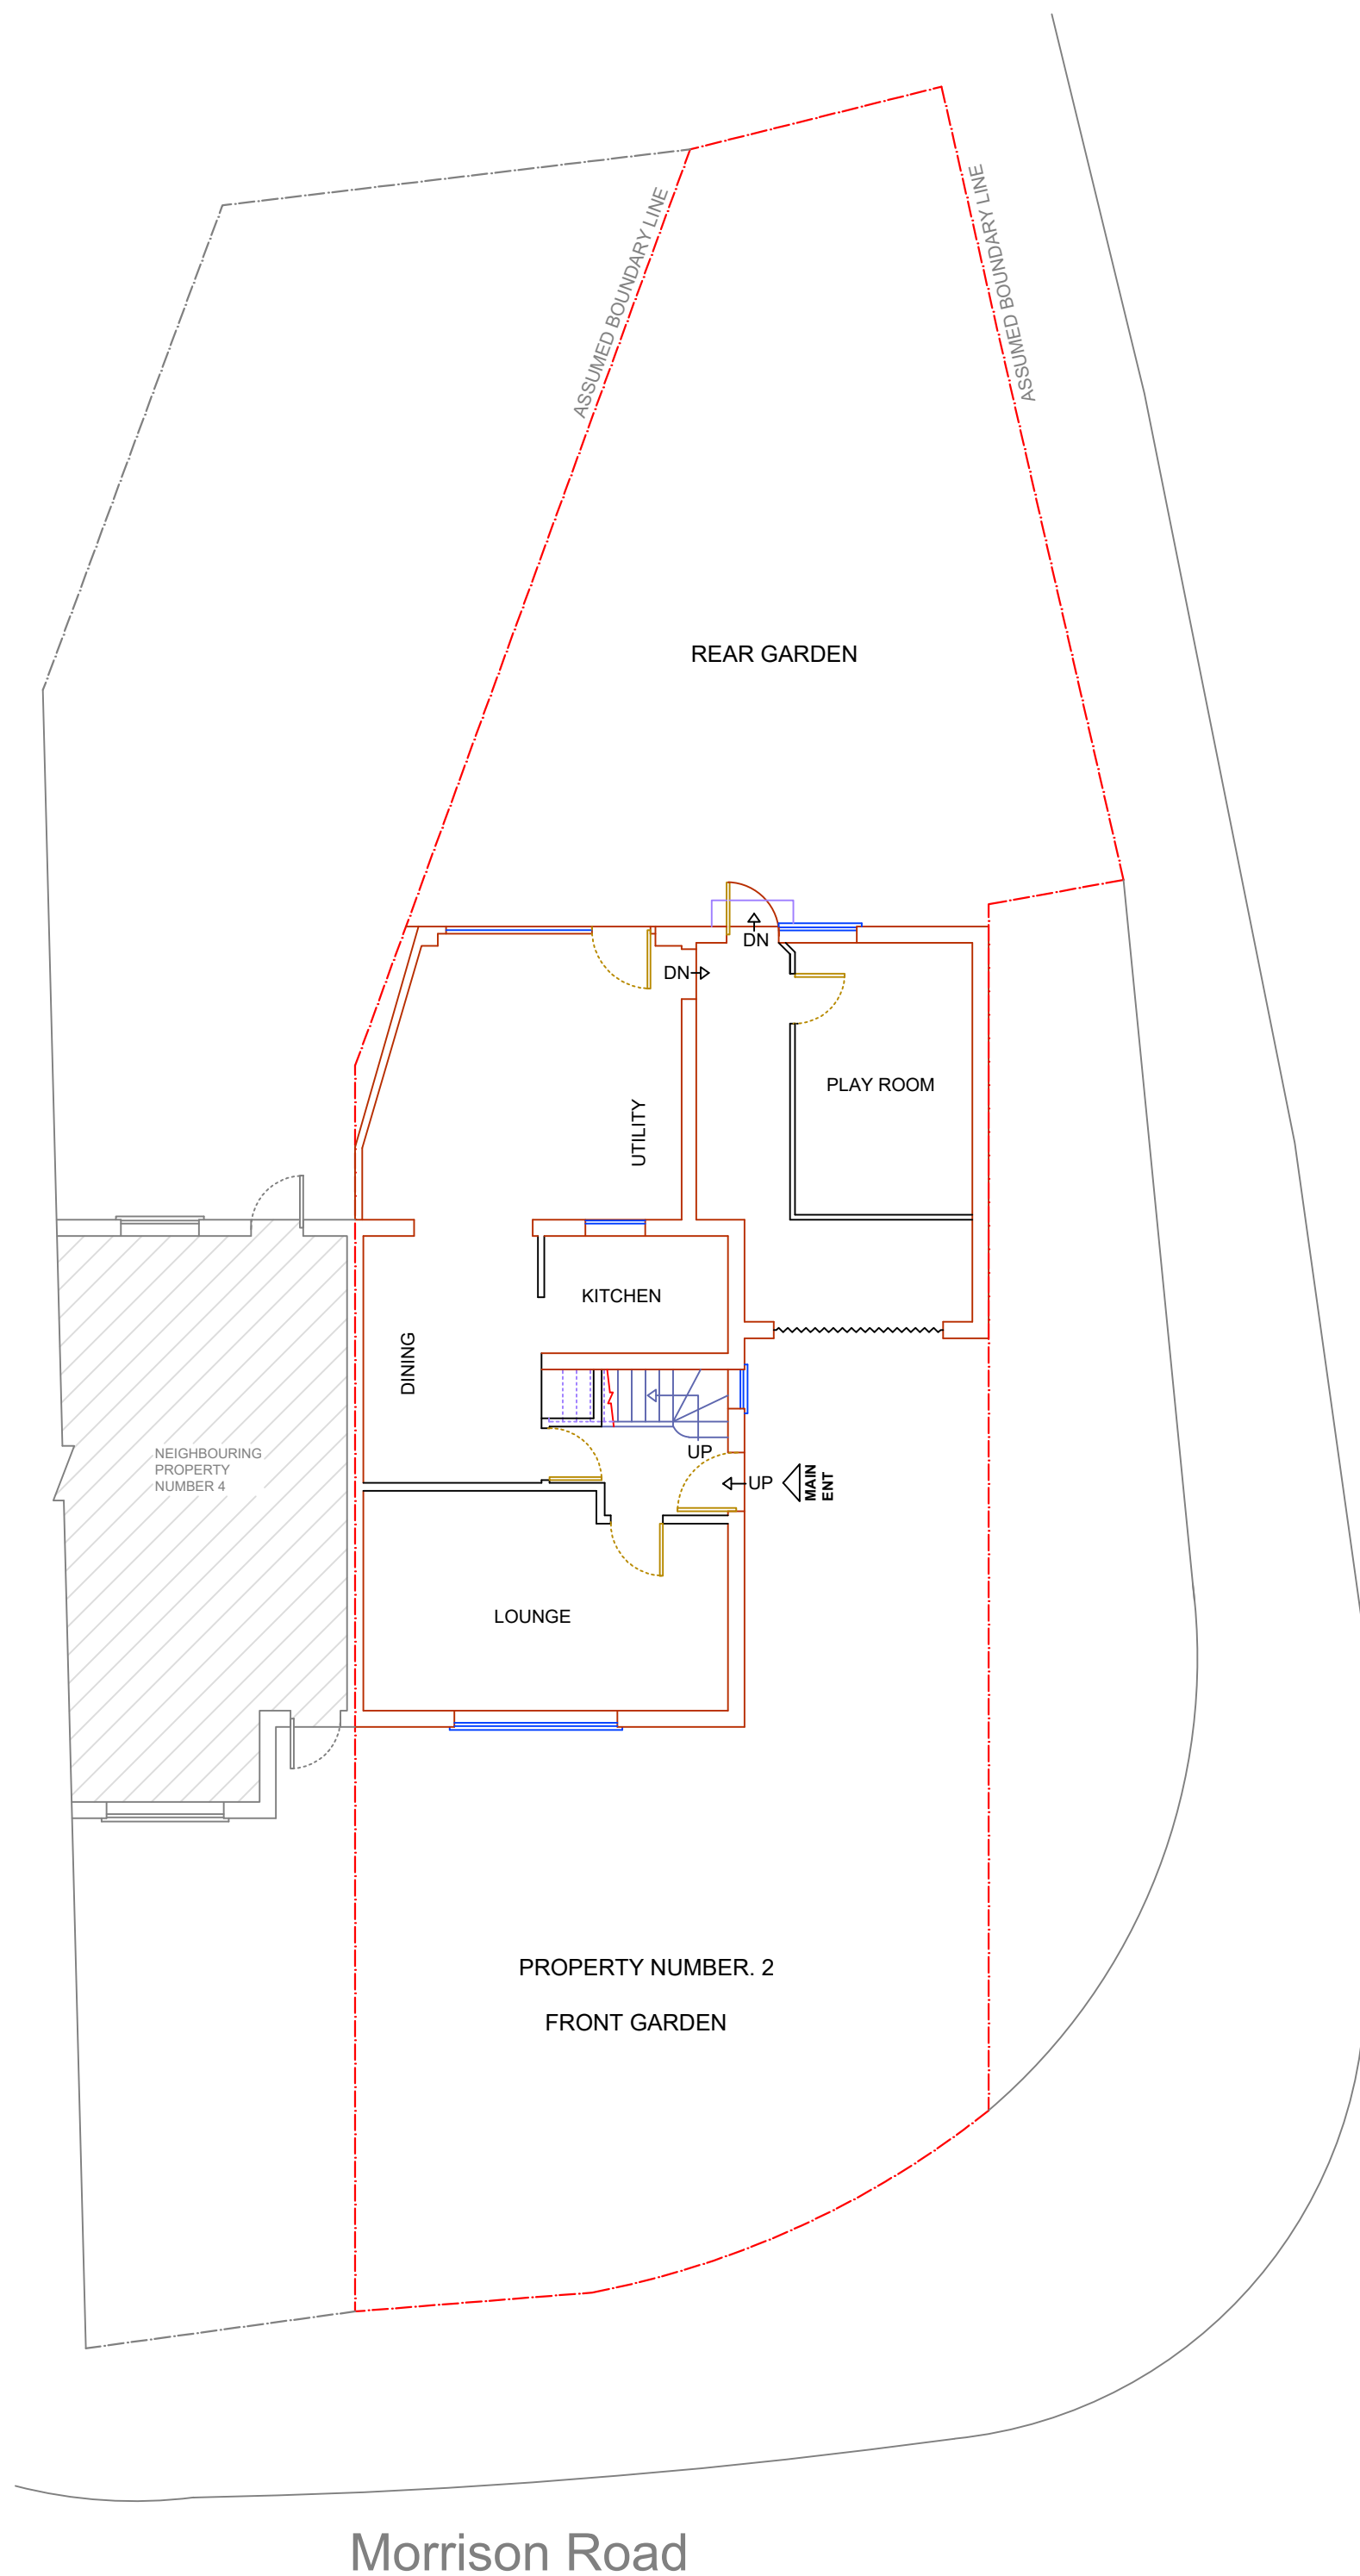 ASSUMED BOUNDARY LINE
ASSUMED BOUNDARY LINE
REAR GARDEN
DN
DN
PLAY ROOM
UTILITY
KITCHEN
DINING
UP
UP
MAIN
ENT
NEIGHBOURING
PROPERTY
NUMBER 4
LOUNGE
PROPERTY NUMBER. 2
FRONT GARDEN
Morrison Road